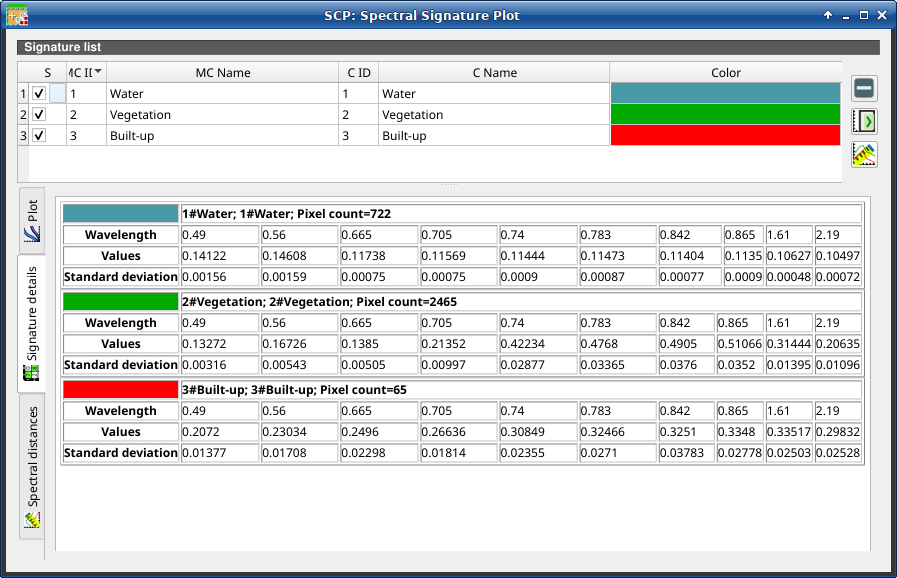 SCP: Spectral Signature Plot
Signature list
S MC ID MC Name C ID C Name Color
1 1 Water 1 Water
2 2 Vegetation 2 Vegetation
3 3 Built-up 3 Built-up
Plot
Signature details
Spectral distances
1#Water; 1#Water; Pixel count=722
Wavelength 0.49 0.56 0.665 0.705 0.74 0.783 0.842 0.865 1.61 2.19
Values 0.14122 0.14608 0.11738 0.11569 0.11444 0.11473 0.11404 0.1135 0.10627 0.10497
Standard deviation 0.00156 0.00159 0.00075 0.00075 0.0009 0.00087 0.00077 0.0009 0.00048 0.00072
2#Vegetation; 2#Vegetation; Pixel count=2465
Wavelength 0.49 0.56 0.665 0.705 0.74 0.783 0.842 0.865 1.61 2.19
Values 0.13272 0.16726 0.1385 0.21352 0.42234 0.4768 0.4905 0.51066 0.31444 0.20635
Standard deviation 0.00316 0.00543 0.00505 0.00997 0.02877 0.03365 0.0376 0.0352 0.01395 0.01096
3#Built-up; 3#Built-up; Pixel count=65
Wavelength 0.49 0.56 0.665 0.705 0.74 0.783 0.842 0.865 1.61 2.19
Values 0.2072 0.23034 0.2496 0.26636 0.30849 0.32466 0.3251 0.3348 0.33517 0.29832
Standard deviation 0.01377 0.01708 0.02298 0.01814 0.02355 0.0271 0.03783 0.02778 0.02503 0.02528